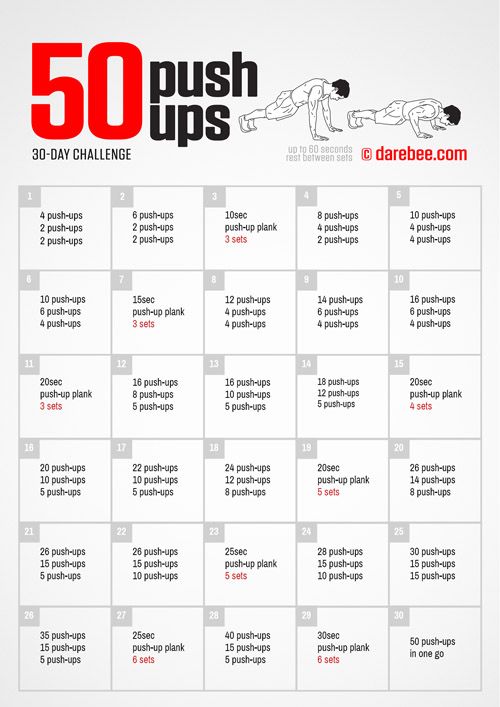 50 push
ups
30-DAY CHALLENGE
up to 60 seconds
rest between sets
© darebee.com
1
4 push-ups
2 push-ups
2 push-ups
2
6 push-ups
2 push-ups
2 push-ups
3
10sec
push-up plank
3 sets
4
8 push-ups
4 push-ups
2 push-ups
5
10 push-ups
4 push-ups
4 push-ups
6
10 push-ups
6 push-ups
4 push-ups
7
15sec
push-up plank
3 sets
8
12 push-ups
4 push-ups
4 push-ups
9
14 push-ups
6 push-ups
4 push-ups
10
16 push-ups
6 push-ups
4 push-ups
11
20sec
push-up plank
3 sets
12
16 push-ups
8 push-ups
5 push-ups
13
16 push-ups
10 push-ups
5 push-ups
14
18 push-ups
12 push-ups
5 push-ups
15
20sec
push-up plank
4 sets
16
20 push-ups
10 push-ups
5 push-ups
17
22 push-ups
10 push-ups
5 push-ups
18
24 push-ups
12 push-ups
8 push-ups
19
20sec
push-up plank
5 sets
20
26 push-ups
14 push-ups
8 push-ups
21
26 push-ups
15 push-ups
5 push-ups
22
26 push-ups
15 push-ups
10 push-ups
23
25sec
push-up plank
5 sets
24
28 push-ups
15 push-ups
10 push-ups
25
30 push-ups
15 push-ups
15 push-ups
26
35 push-ups
15 push-ups
5 push-ups
27
25sec
push-up plank
6 sets
28
40 push-ups
15 push-ups
5 push-ups
29
30sec
push-up plank
6 sets
30
50 push-ups
in one go